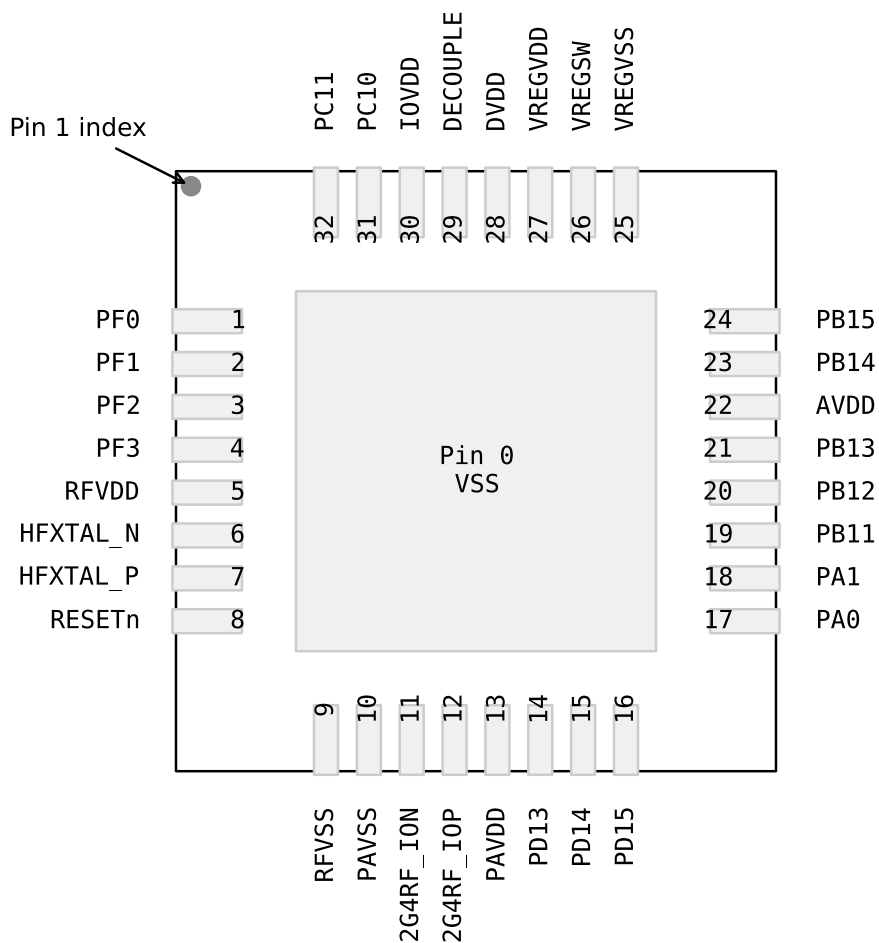 PC11
PC10
IOVDD
DECOUPLE
DVDD
VREGVDD
VREGSW
VREGVSS
Pin 1 index
32
31
30
29
28
27
26
25
PF0 1
24 PB15
PF1 2
23 PB14
PF2 3
22 AVDD
PF3 4
21 PB13
Pin 0
VSS
RFVDD 5
20 PB12
HFXTAL_N 6
19 PB11
HFXTAL_P 7
18 PA1
RESETn 8
17 PA0
9
10
11
12
13
14
15
16
RFVSS
PAVSS
2G4RF_ION
2G4RF_IOP
PAVDD
PD13
PD14
PD15